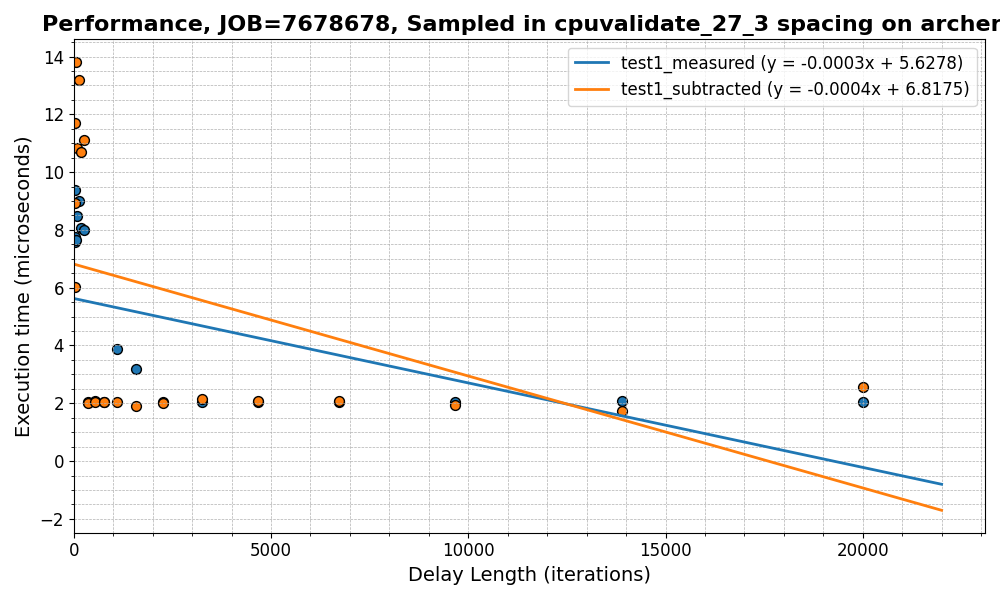 Performance, JOB=7678678, Sampled in cpuvalidate_27_3 spacing on archer
test1_measured (y = -0.0003x + 5.6278)
test1_subtracted (y = -0.0004x + 6.8175)
Execution time (microseconds)
14
12
10
8
6
4
2
0
−2
0 5000 10000 15000 20000
Delay Length (iterations)